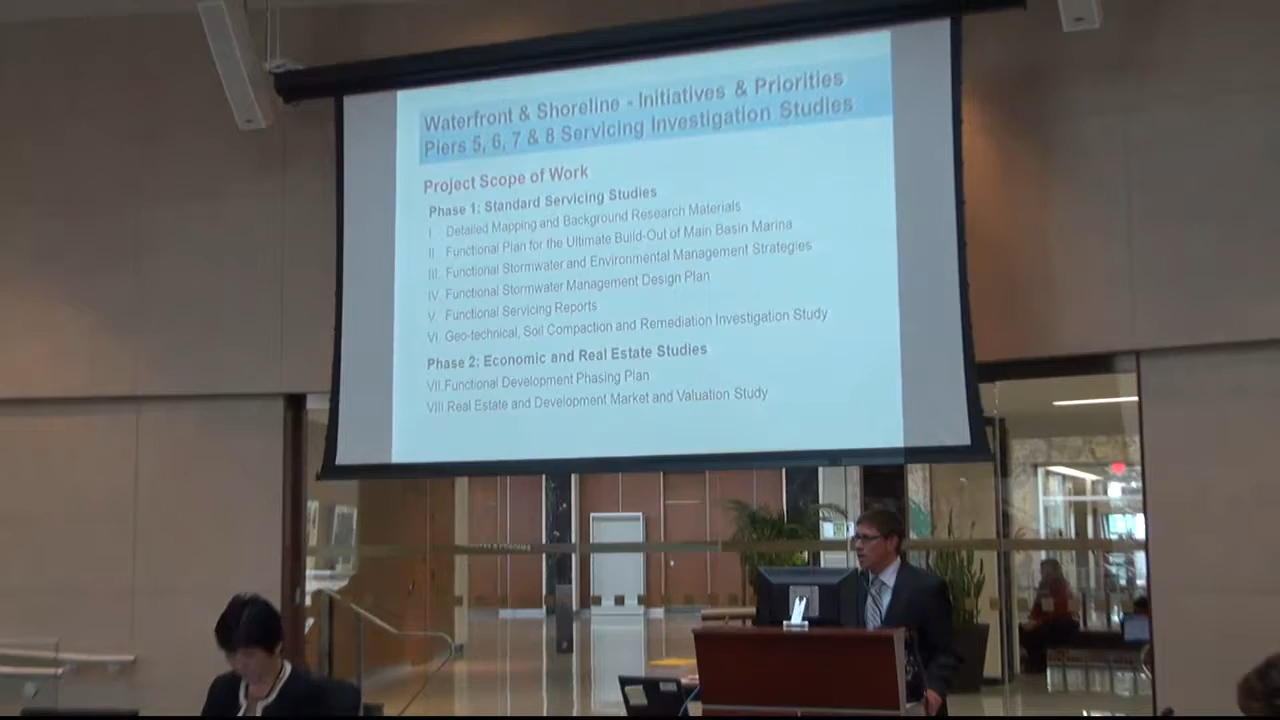 Waterfront & Shoreline - Initiatives & Priorities
Piers 5, 6, 7 & 8 Servicing Investigation Studies
Project Scope of Work
Phase 1: Standard Servicing Studies
I. Detailed Mapping and Background Research Materials
II. Functional Plan for the Ultimate Build-Out of Main Basin Marina
III. Functional Stormwater and Environmental Management Strategies
IV. Functional Stormwater Management Design Plan
V. Functional Servicing Reports
VI. Geo-technical, Soil Compaction and Remediation Investigation Study
Phase 2: Economic and Real Estate Studies
VII. Functional Development Phasing Plan
VIII. Real Estate and Development Market and Valuation Study